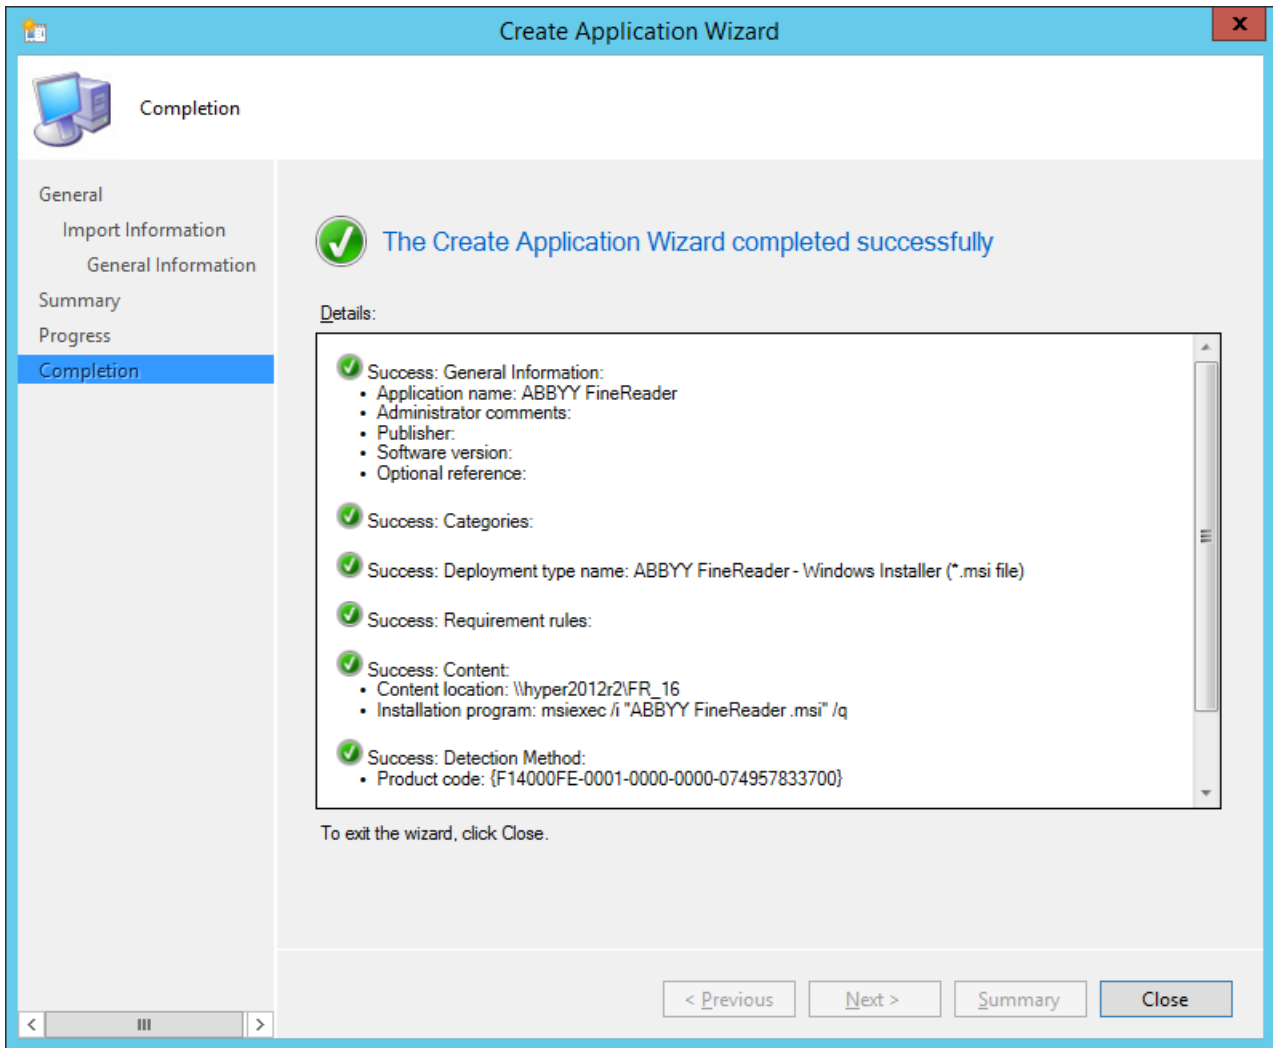 Create Application Wizard
x
Completion
General
Import Information
General Information
Summary
Progress
Completion
The Create Application Wizard completed successfully
Details:
Success: General Information:
• Application name: ABBYY FineReader
• Administrator comments:
• Publisher:
• Software version:
• Optional reference:
Success: Categories:
Success: Deployment type name: ABBYY FineReader - Windows Installer (*.msi file)
Success: Requirement rules:
Success: Content:
• Content location: \\hyper2012r2\FR_16
• Installation program: msiexec /i "ABBYY FineReader .msi" /q
Success: Detection Method:
• Product code: {F14000FE-0001-0000-0000-074957833700}
To exit the wizard, click Close.
< Previous
Next >
Summary
Close